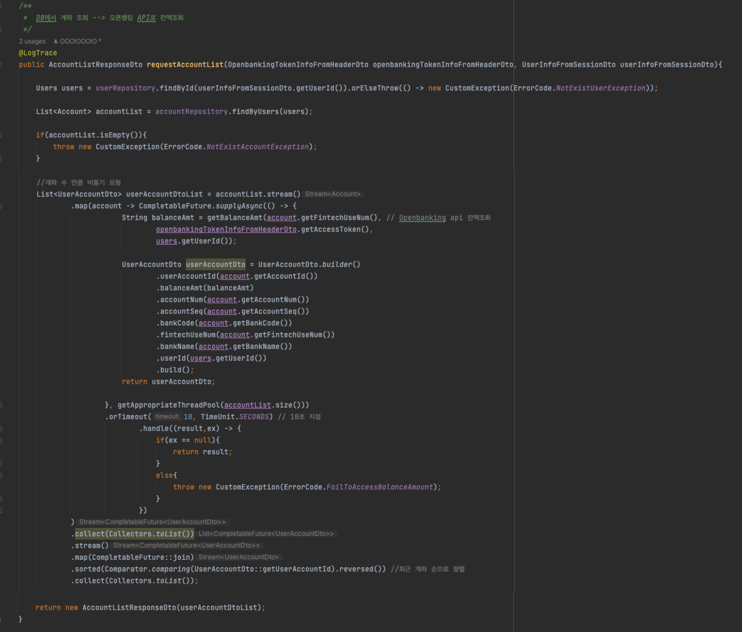 /**
 * DB에서 계좌 조회 --> 오픈뱅킹 API로 잔액조회
 */
2 usages OOOIOOOIO *
@LogTrace
public AccountListResponseDto requestAccountList(OpenbankingTokenInfoFromHeaderDto openbankingTokenInfoFromHeaderDto, UserInfoFromSessionDto userInfoFromSessionDto){
Users users = userRepository.findById(userInfoFromSessionDto.getUserId()).orElseThrow(() -> new CustomException(ErrorCode.NotExistUserException));
List<Account> accountList = accountRepository.findByUsers(users);
if(accountList.isEmpty()){
throw new CustomException(ErrorCode.NotExistAccountException);
}
//계좌 수 만큼 비동기 요청
List<UserAccountDto> userAccountDtoList = accountList.stream() Stream<Account>
.map(account -> CompletableFuture.supplyAsync(() -> {
String balanceAmt = getBalanceAmt(account.getFintechUseNum(), // Openbanking api 잔액조회
openbankingTokenInfoFromHeaderDto.getAccessToken(),
users.getUserId());
UserAccountDto userAccountDto = UserAccountDto.builder()
.userAccountId(account.getAccountId())
.balanceAmt(balanceAmt)
.accountNum(account.getAccountNum())
.accountSeq(account.getAccountSeq())
.bankCode(account.getBankCode())
.fintechUseNum(account.getFintechUseNum())
.bankName(account.getBankName())
.userId(users.getUserId())
.build();
return userAccountDto;
}, getAppropriateThreadPool(accountList.size()))
.orTimeout( timeout: 10, TimeUnit.SECONDS) // 10초 지정
.handle((result,ex) -> {
if(ex == null){
return result;
}
else{
throw new CustomException(ErrorCode.FailToAccessBalanceAmount);
}
})
) Stream<CompletableFuture<UserAccountDto>>
.collect(Collectors.toList()) List<CompletableFuture<UserAccountDto>>
.stream() Stream<CompletableFuture<UserAccountDto>>
.map(CompletableFuture::join) Stream<UserAccountDto>
.sorted(Comparator.comparing(UserAccountDto::getUserAccountId).reversed()) //최근 계좌 순으로 정렬
.collect(Collectors.toList());
return new AccountListResponseDto(userAccountDtoList);
}